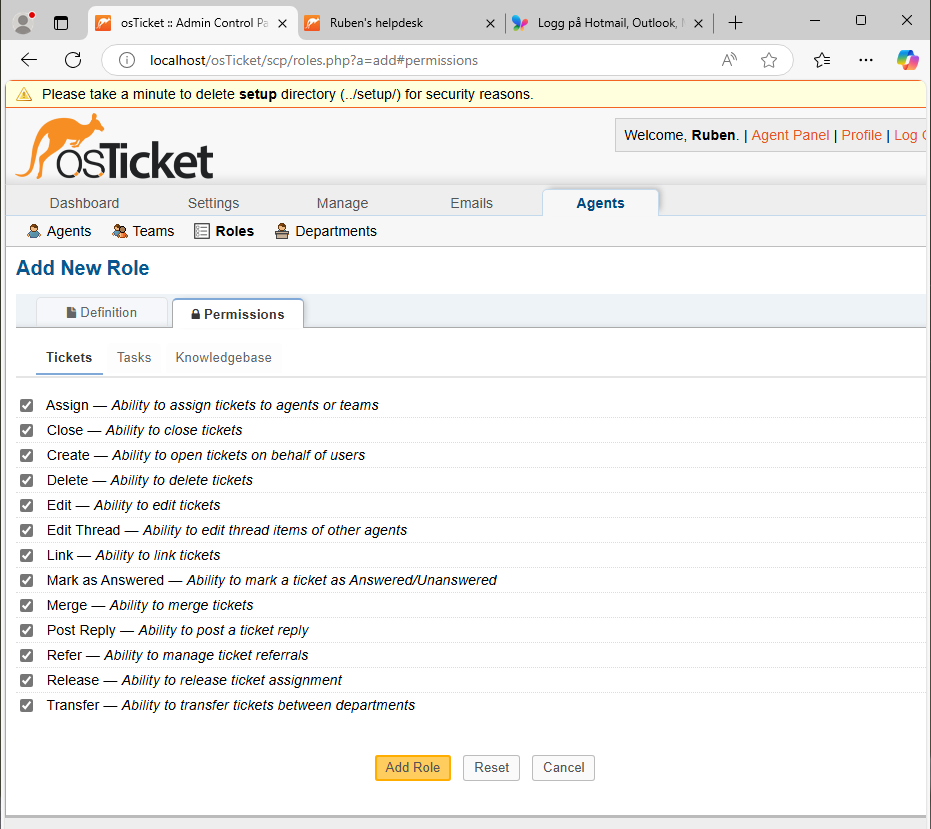 osTicket :: Admin Control Pa
Ruben's helpdesk
Logg på Hotmail, Outlook,
localhost/osTicket/scp/roles.php?a=add#permissions
Please take a minute to delete setup directory (../setup/) for security reasons.
osTicket
Welcome, Ruben. | Agent Panel | Profile | Log
Dashboard Settings Manage Emails Agents
Agents Teams Roles Departments
Add New Role
Definition Permissions
Tickets Tasks Knowledgebase
Assign — Ability to assign tickets to agents or teams
Close — Ability to close tickets
Create — Ability to open tickets on behalf of users
Delete — Ability to delete tickets
Edit — Ability to edit tickets
Edit Thread — Ability to edit thread items of other agents
Link — Ability to link tickets
Mark as Answered — Ability to mark a ticket as Answered/Unanswered
Merge — Ability to merge tickets
Post Reply — Ability to post a ticket reply
Refer — Ability to manage ticket referrals
Release — Ability to release ticket assignment
Transfer — Ability to transfer tickets between departments
Add Role Reset Cancel